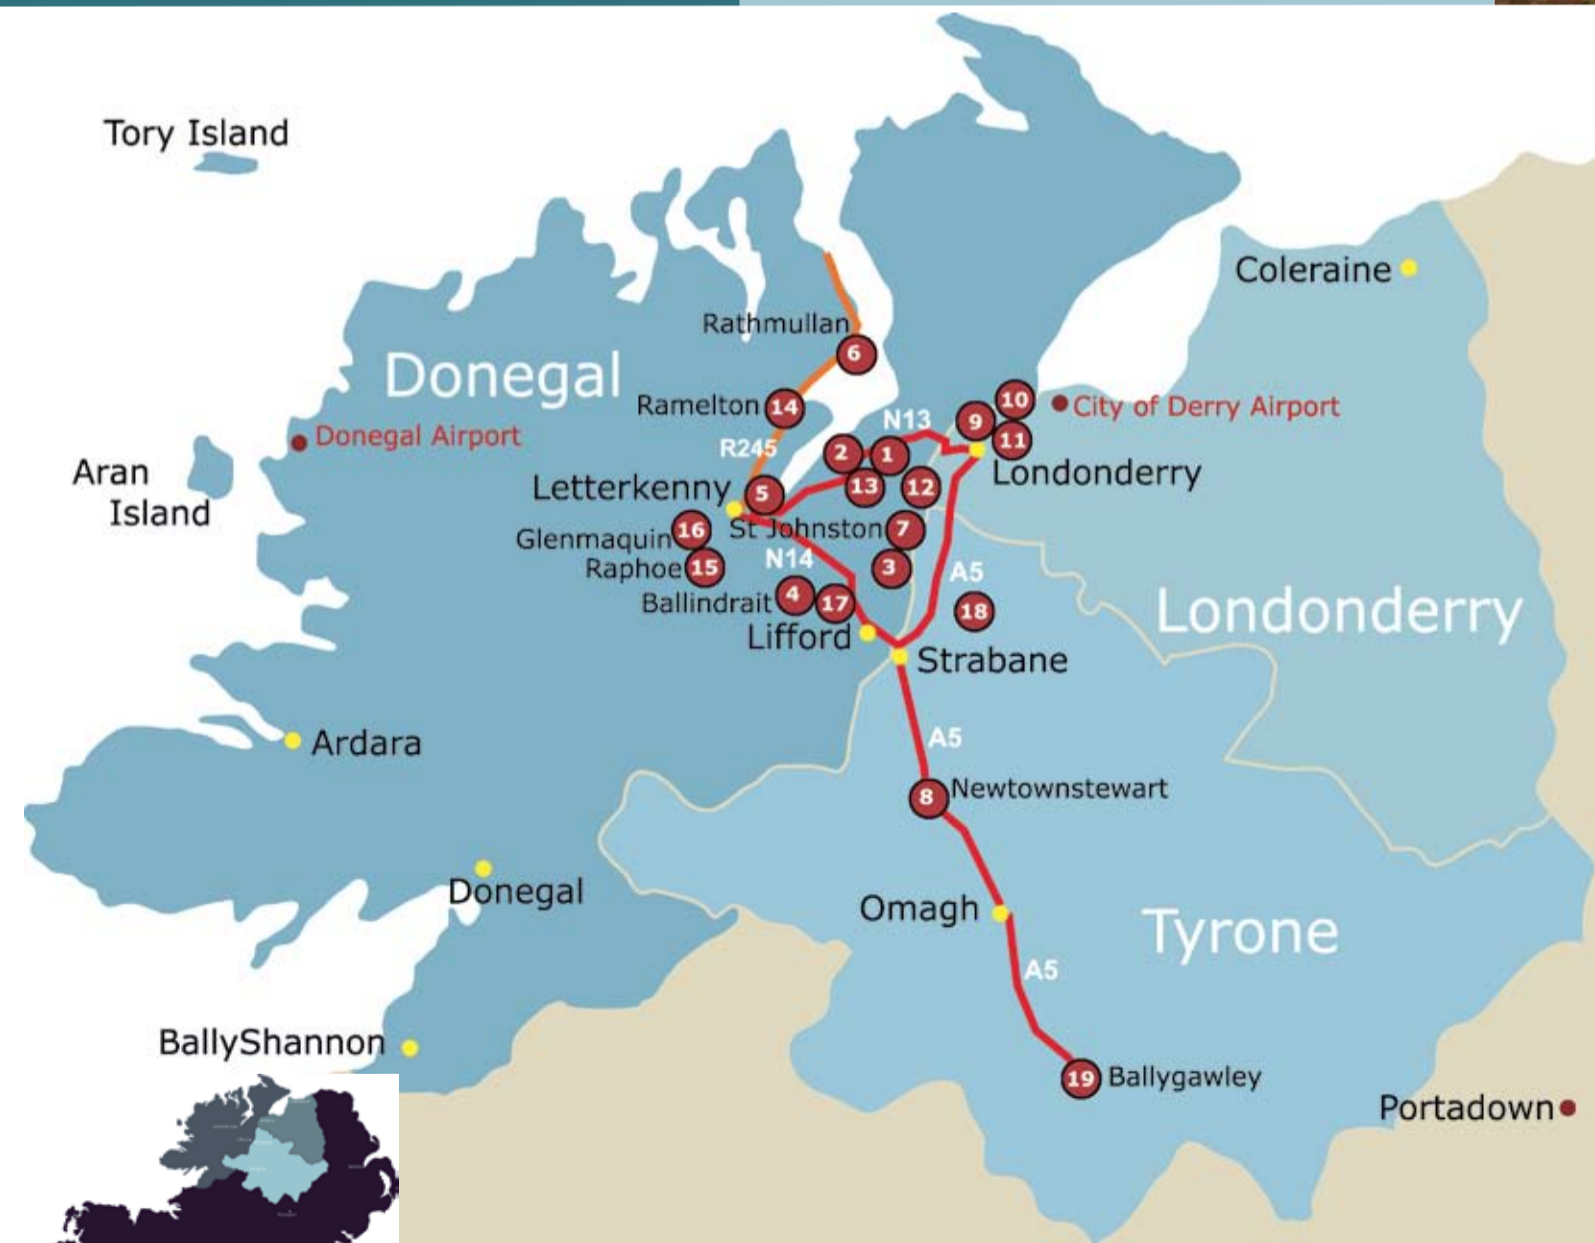 Tory Island
Coleraine
Rathmullan
6
Donegal
Ramelton
14
10
City of Derry Airport
N13
9
11
Donegal Airport
R245
2
1
Londonderry
Aran
Island
Letterkenny
5
13
12
16
St Johnston
7
Glenmaquin
Raphoe
15
N14
3
A5
Ballindrait
4
17
18
Londonderry
Lifford
Strabane
Ardara
A5
8
Newtownstewart
Donegal
Omagh
Tyrone
A5
BallyShannon
19
Ballygawley
Portadown